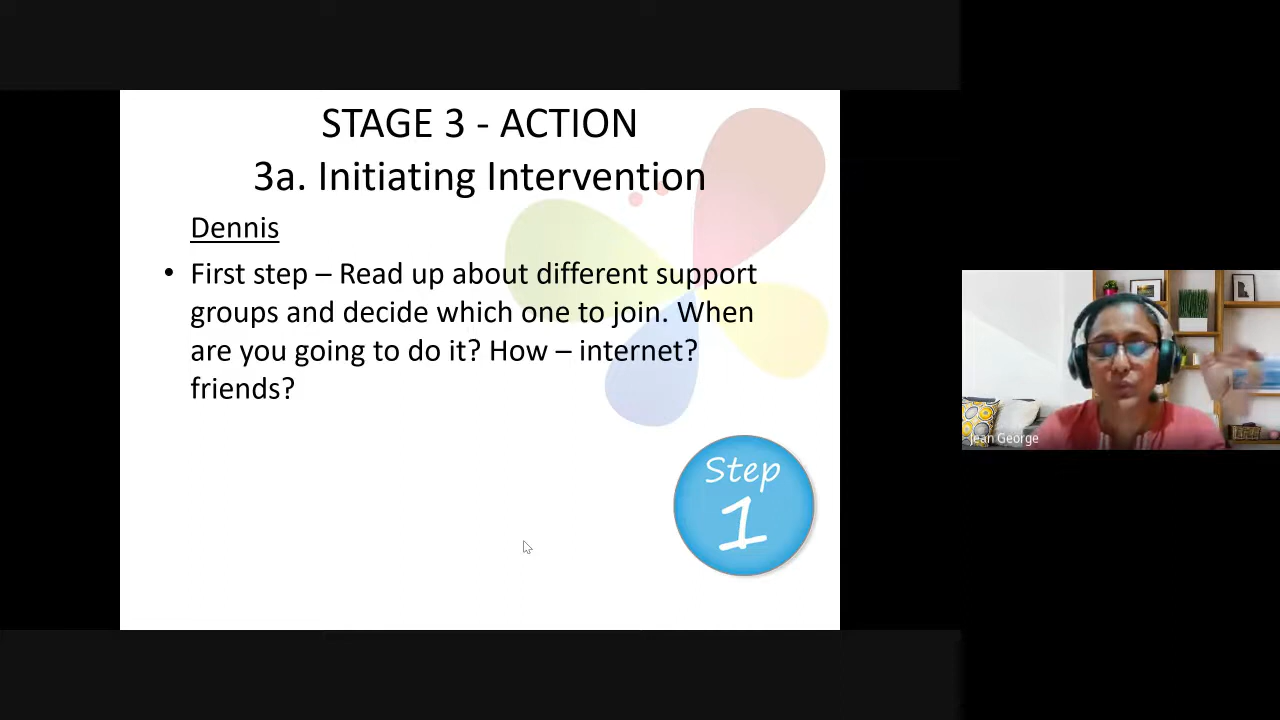 STAGE 3 - ACTION
3a. Initiating Intervention
Dennis
• First step – Read up about different support
groups and decide which one to join. When
are you going to do it? How – internet?
friends?
Step
1
Jean George